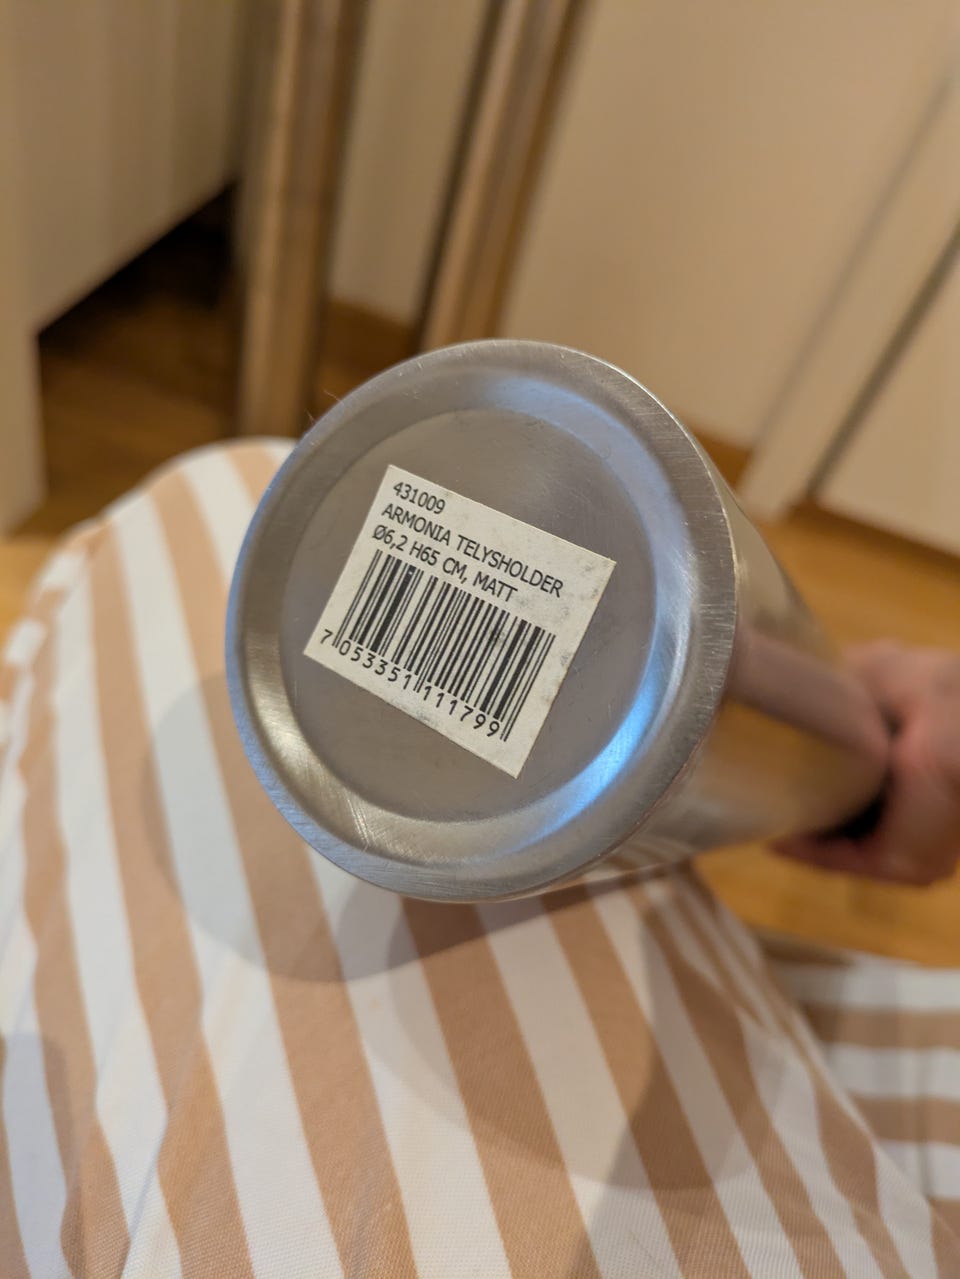 431009
ARMONIA TELYSHOLDER
Ø6,2 H65 CM, MATT
7 053351 111799